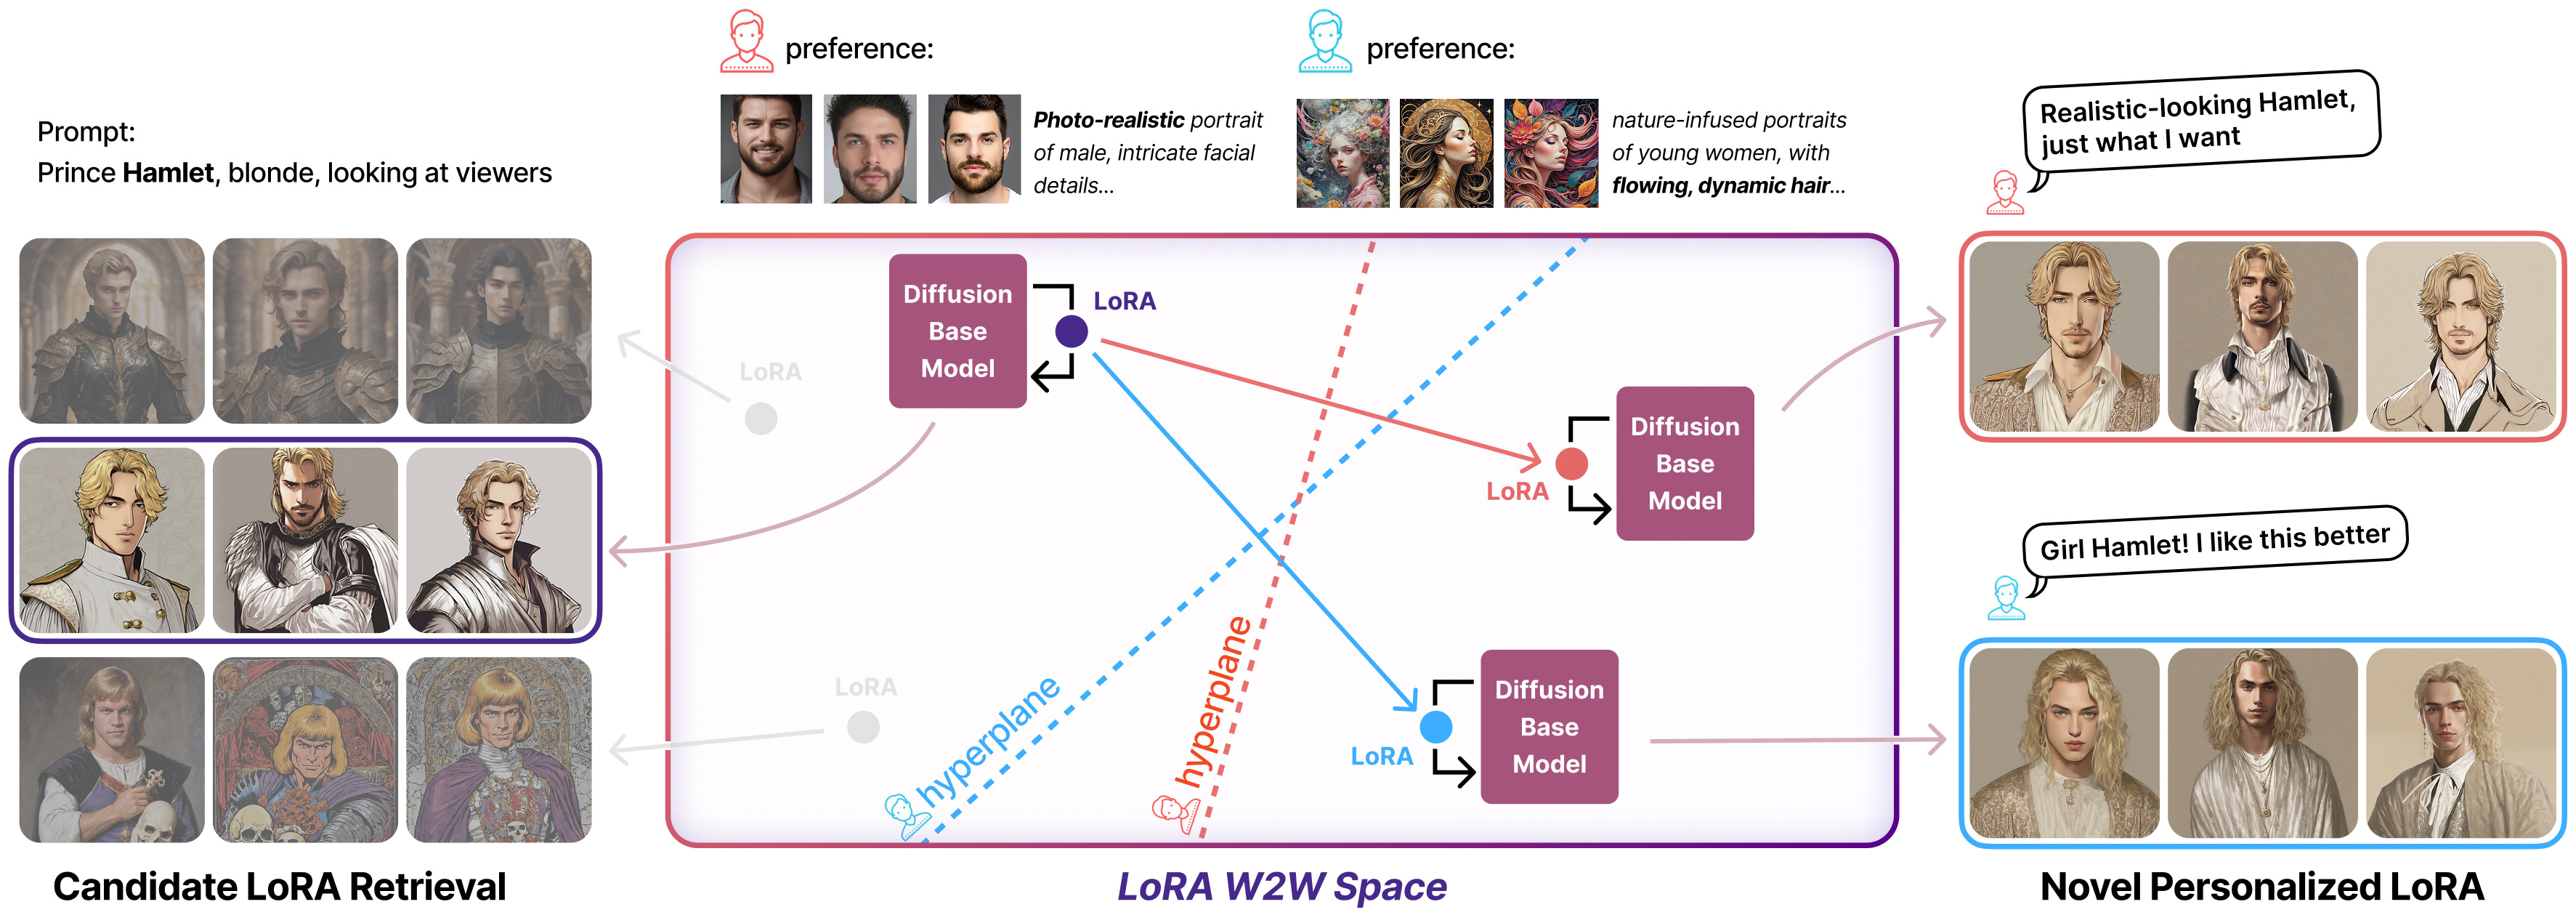 preference:
preference:
Prompt:
Prince Hamlet, blonde, looking at viewers
Photo-realistic portrait
of male, intricate facial
details...
nature-infused portraits
of young women, with
flowing, dynamic hair...
Realistic-looking Hamlet,
just what I want
Diffusion
Base
Model
LoRA
LoRA
LoRA
hyperplane
hyperplane
Diffusion
Base
Model
LoRA
Diffusion
Base
Model
LoRA
Girl Hamlet! I like this better
Candidate LoRA Retrieval
LoRA W2W Space
Novel Personalized LoRA